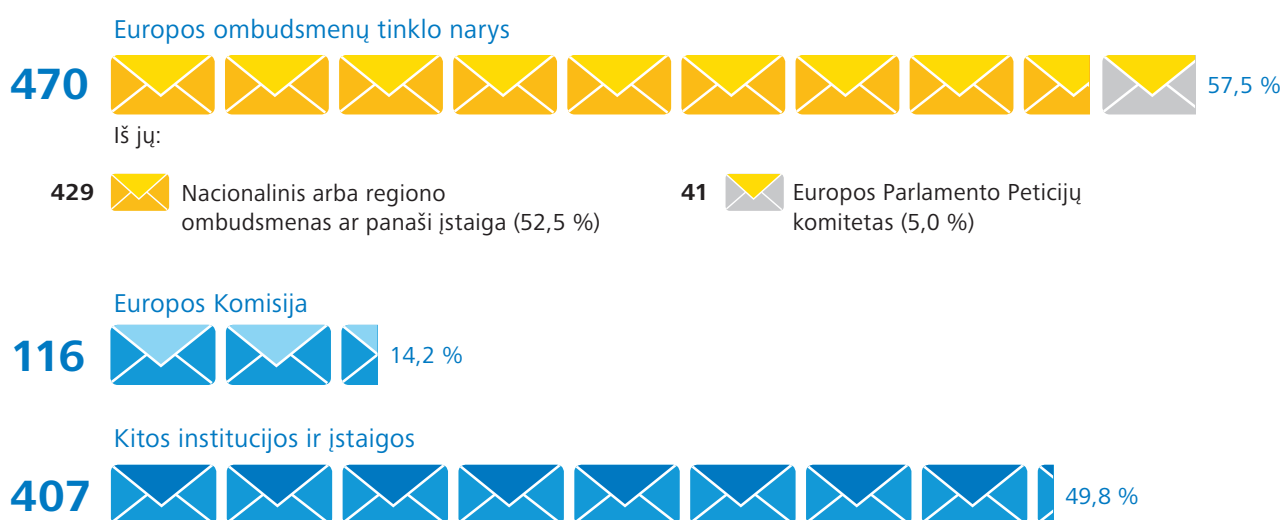 Europos ombudsmenų tinklo narys
470
57,5 %
Iš jų:
429
Nacionalinis arba regiono
ombudsmenas ar panaši įstaiga (52,5 %)
41
Europos Parlamento Peticijų
komitetas (5,0 %)
Europos Komisija
116
14,2 %
Kitos institucijos ir įstaigos
407
49,8 %